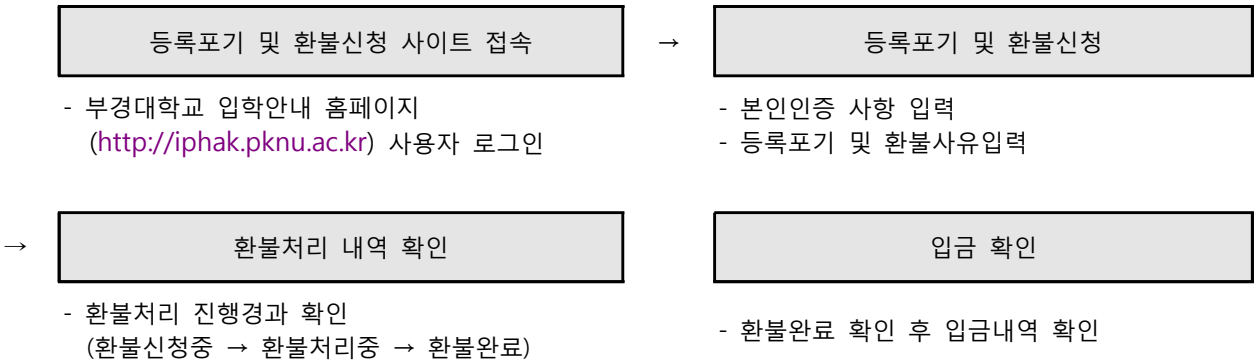 등록포기 및 환불신청 사이트 접속 → 등록포기 및 환불신청
- 부경대학교 입학안내 홈페이지
(http://iphak.pknu.ac.kr) 사용자 로그인
- 본인인증 사항 입력
- 등록포기 및 환불사유입력
→ 환불처리 내역 확인
- 환불처리 진행경과 확인
(환불신청중 → 환불처리중 → 환불완료)
입금 확인
- 환불완료 확인 후 입금내역 확인